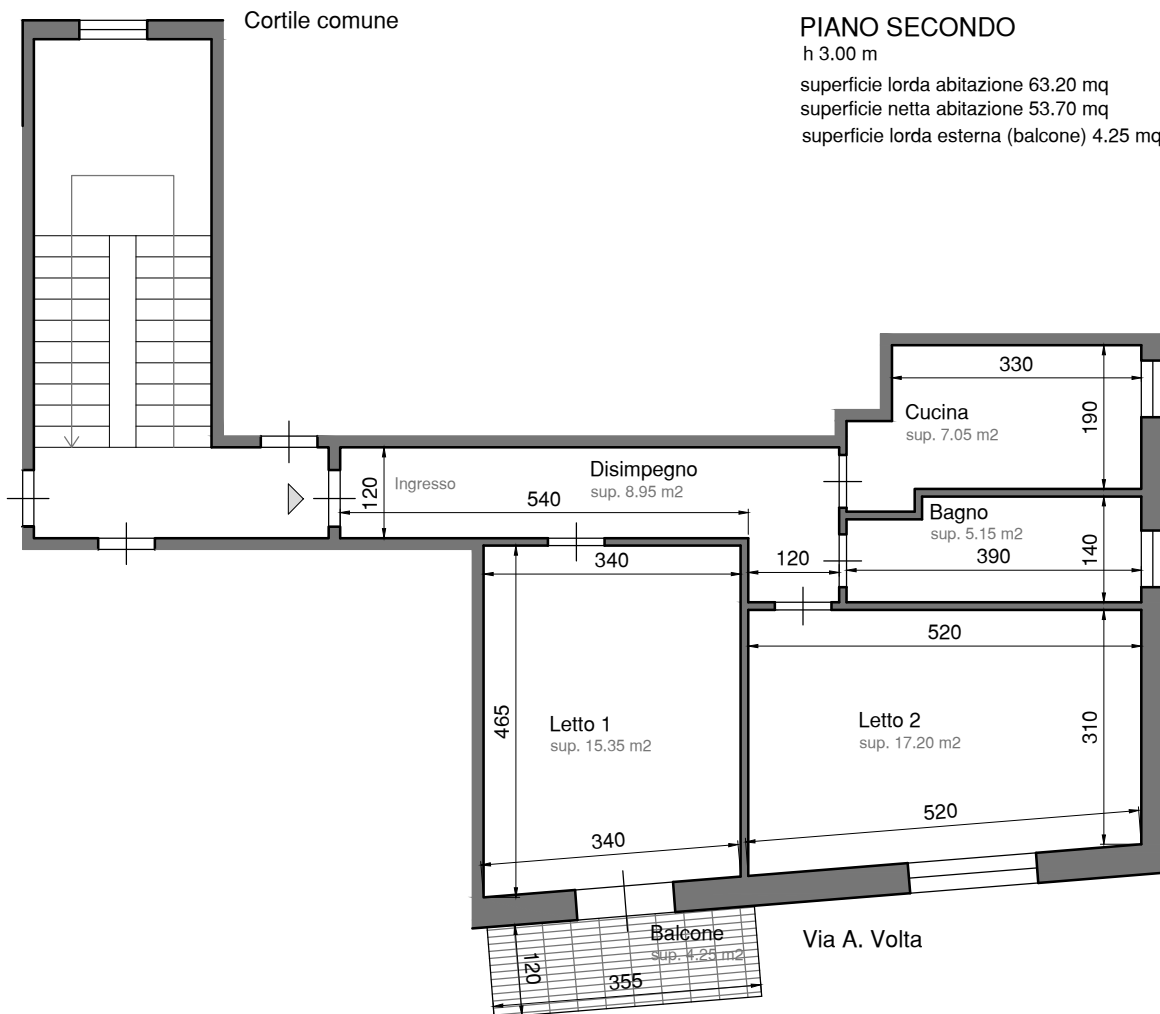 Cortile comune
PIANO SECONDO
h 3.00 m
superficie lorda abitazione 63.20 mq
superficie netta abitazione 53.70 mq
superficie lorda esterna (balcone) 4.25 mq
330
Cucina
sup. 7.05 m2
190
Disimpegno
sup. 8.95 m2
Ingresso
120
540
Bagno
sup. 5.15 m2
390
140
340
120
520
465
Letto 1
sup. 15.35 m2
Letto 2
sup. 17.20 m2
310
340
520
Balcone
sup. 4.25 m2
120
355
Via A. Volta